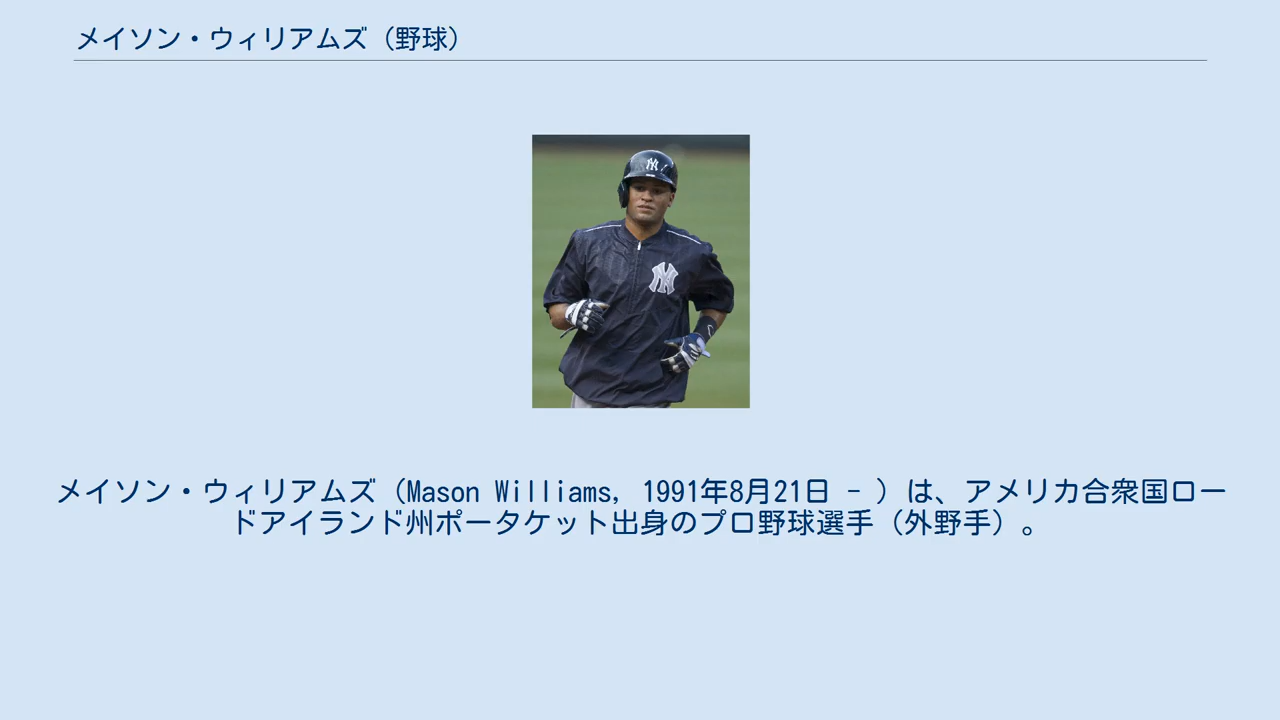 メイソン・ウィリアムズ（野球）
メイソン・ウィリアムズ（Mason Williams, 1991年8月21日 - ）は、アメリカ合衆国ロー
ドアイランド州ポータケット出身のプロ野球選手（外野手）。